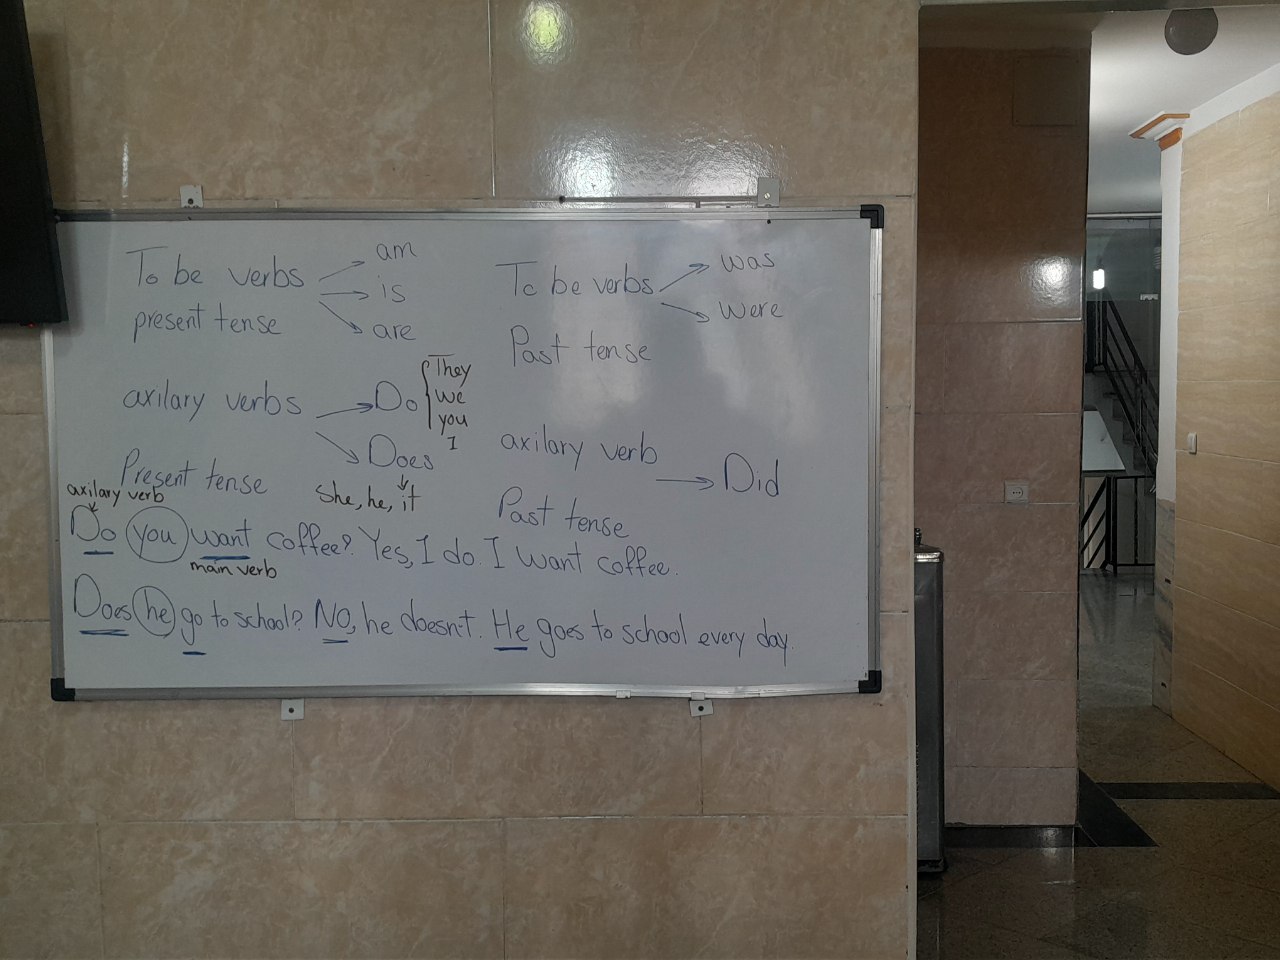 To be verbs
present tense
am
is
are
To be verbs
Past tense
was
were
axilary verbs
Present tense
Do
They
we
you
I
Does
She, he, it
axilary verb
Past tense
Did
axilary verb
Do you want coffee? Yes, I do. I want coffee.
main verb
Does he go to school? NO, he doesn't. He goes to school every day.